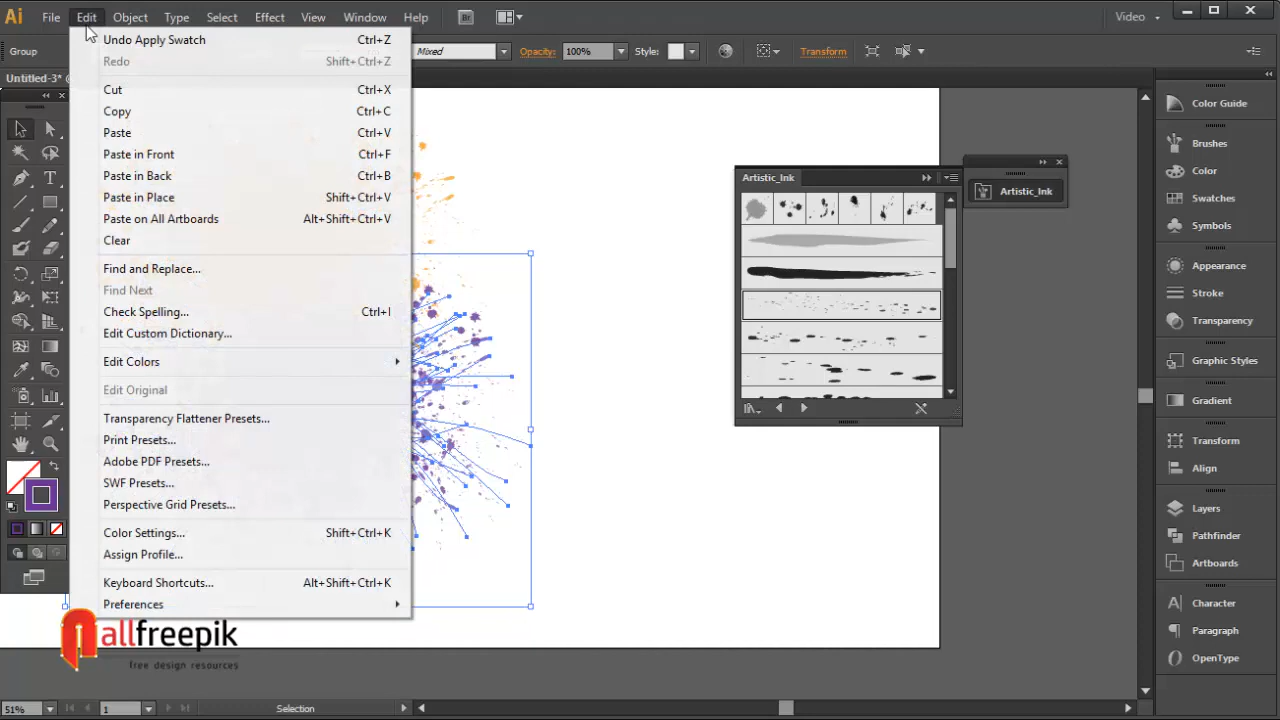 Ai File Edit Object Type Select Effect View Window Help Br Video
Group Mixed Opacity: 100% Style: Transform
Untitled-3*
Undo Apply Swatch Ctrl+Z
Redo Shift+Ctrl+Z
Cut Ctrl+X
Copy Ctrl+C
Paste Ctrl+V
Paste in Front Ctrl+F
Paste in Back Ctrl+B
Paste in Place Shift+Ctrl+V
Paste on All Artboards Alt+Shift+Ctrl+V
Clear
Find and Replace...
Find Next
Check Spelling... Ctrl+I
Edit Custom Dictionary...
Edit Colors
Edit Original
Transparency Flattener Presets...
Print Presets...
Adobe PDF Presets...
SWF Presets...
Perspective Grid Presets...
Color Settings... Shift+Ctrl+K
Assign Profile...
Keyboard Shortcuts... Alt+Shift+Ctrl+K
Preferences
Artistic_Ink
Artistic_Ink
Color Guide
Brushes
Color
Swatches
Symbols
Appearance
Stroke
Transparency
Graphic Styles
Gradient
Transform
Align
Layers
Pathfinder
Artboards
Character
Paragraph
OpenType
allfreepik
free design resources
51% 1 Selection